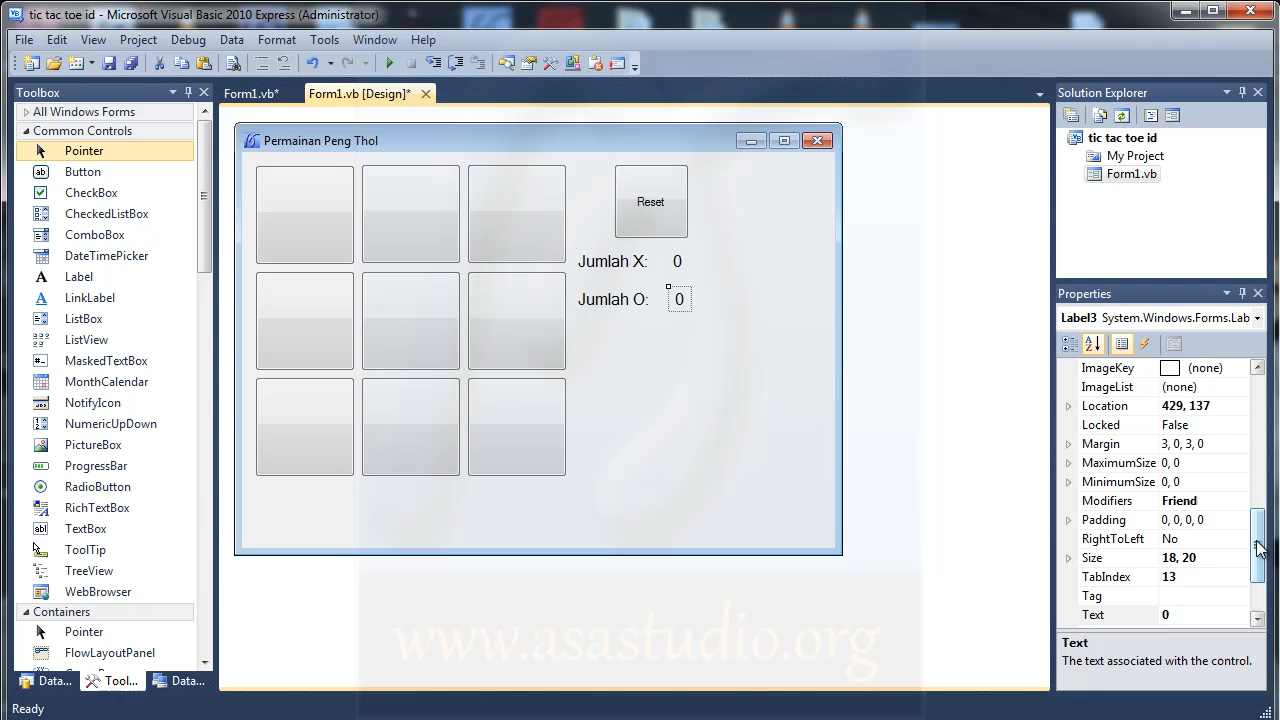 tic tac toe id - Microsoft Visual Basic 2010 Express (Administrator)
File Edit View Project Debug Data Format Tools Window Help
Toolbox
All Windows Forms
Common Controls
Pointer
Button
CheckBox
CheckedListBox
ComboBox
DateTimePicker
Label
LinkLabel
ListBox
ListView
MaskedTextBox
MonthCalendar
NotifyIcon
NumericUpDown
PictureBox
ProgressBar
RadioButton
RichTextBox
TextBox
ToolTip
TreeView
WebBrowser
Containers
Pointer
FlowLayoutPanel
Data... Tool... Data...
Form1.vb* Form1.vb [Design]*
Permainan Peng Thol
Reset
Jumlah X: 0
Jumlah O: 0
www.asastudio.org
Solution Explorer
tic tac toe id
My Project
Form1.vb
Properties
Label3 System.Windows.Forms.Lab
ImageKey (none)
ImageList (none)
Location 429, 137
Locked False
Margin 3, 0, 3, 0
MaximumSize 0, 0
MinimumSize 0, 0
Modifiers Friend
Padding 0, 0, 0, 0
RightToLeft No
Size 18, 20
TabIndex 13
Tag
Text 0
Text
The text associated with the control.
Ready